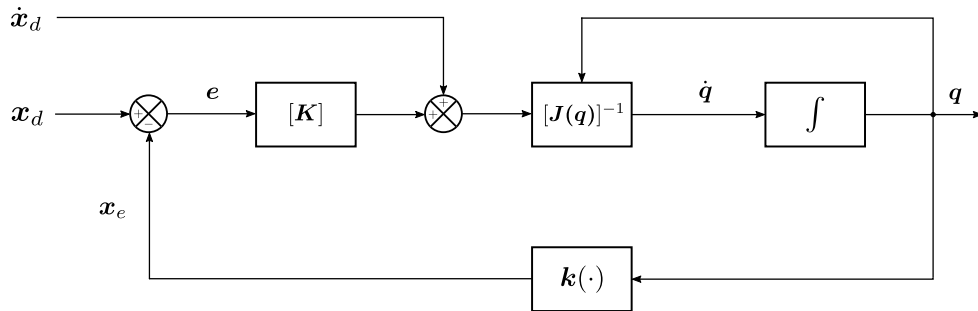 ẋ_d
x_d
+
−
e
[K]
+
+
[J(q)]⁻¹
q̇
∫
q
x_e
k(·)